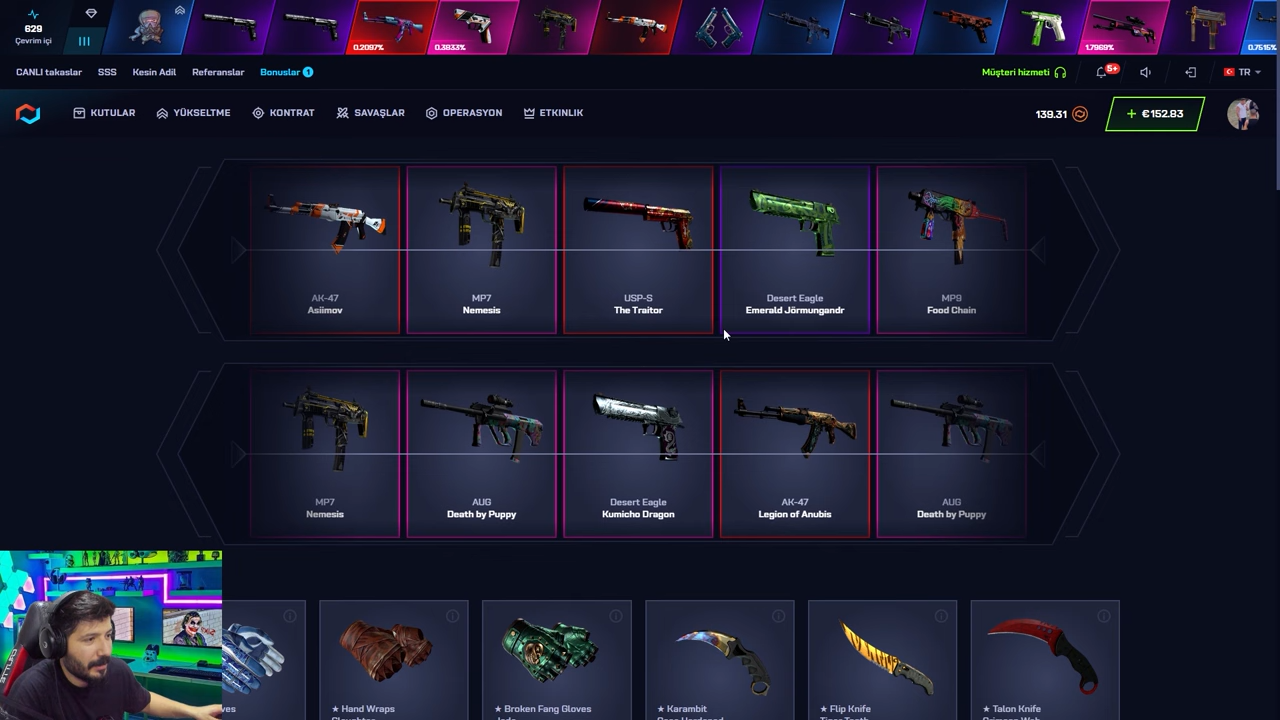 629
Çevrim içi
0.2097%
0.3833%
1.7969%
0.7515%
CANLI takaslar
SSS
Kesin Adil
Referanslar
Bonuslar 1
Müşteri hizmeti
5+
TR
KUTULAR
YÜKSELTME
KONTRAT
SAVAŞLAR
OPERASYON
ETKINLIK
139.31
+ €152.83
AK-47
Asiimov
MP7
Nemesis
USP-S
The Traitor
Desert Eagle
Emerald Jörmungandr
MP9
Food Chain
MP7
Nemesis
AUG
Death by Puppy
Desert Eagle
Kumicho Dragon
AK-47
Legion of Anubis
AUG
Death by Puppy
★ Hand Wraps
★ Broken Fang Gloves
★ Karambit
★ Flip Knife
★ Talon Knife